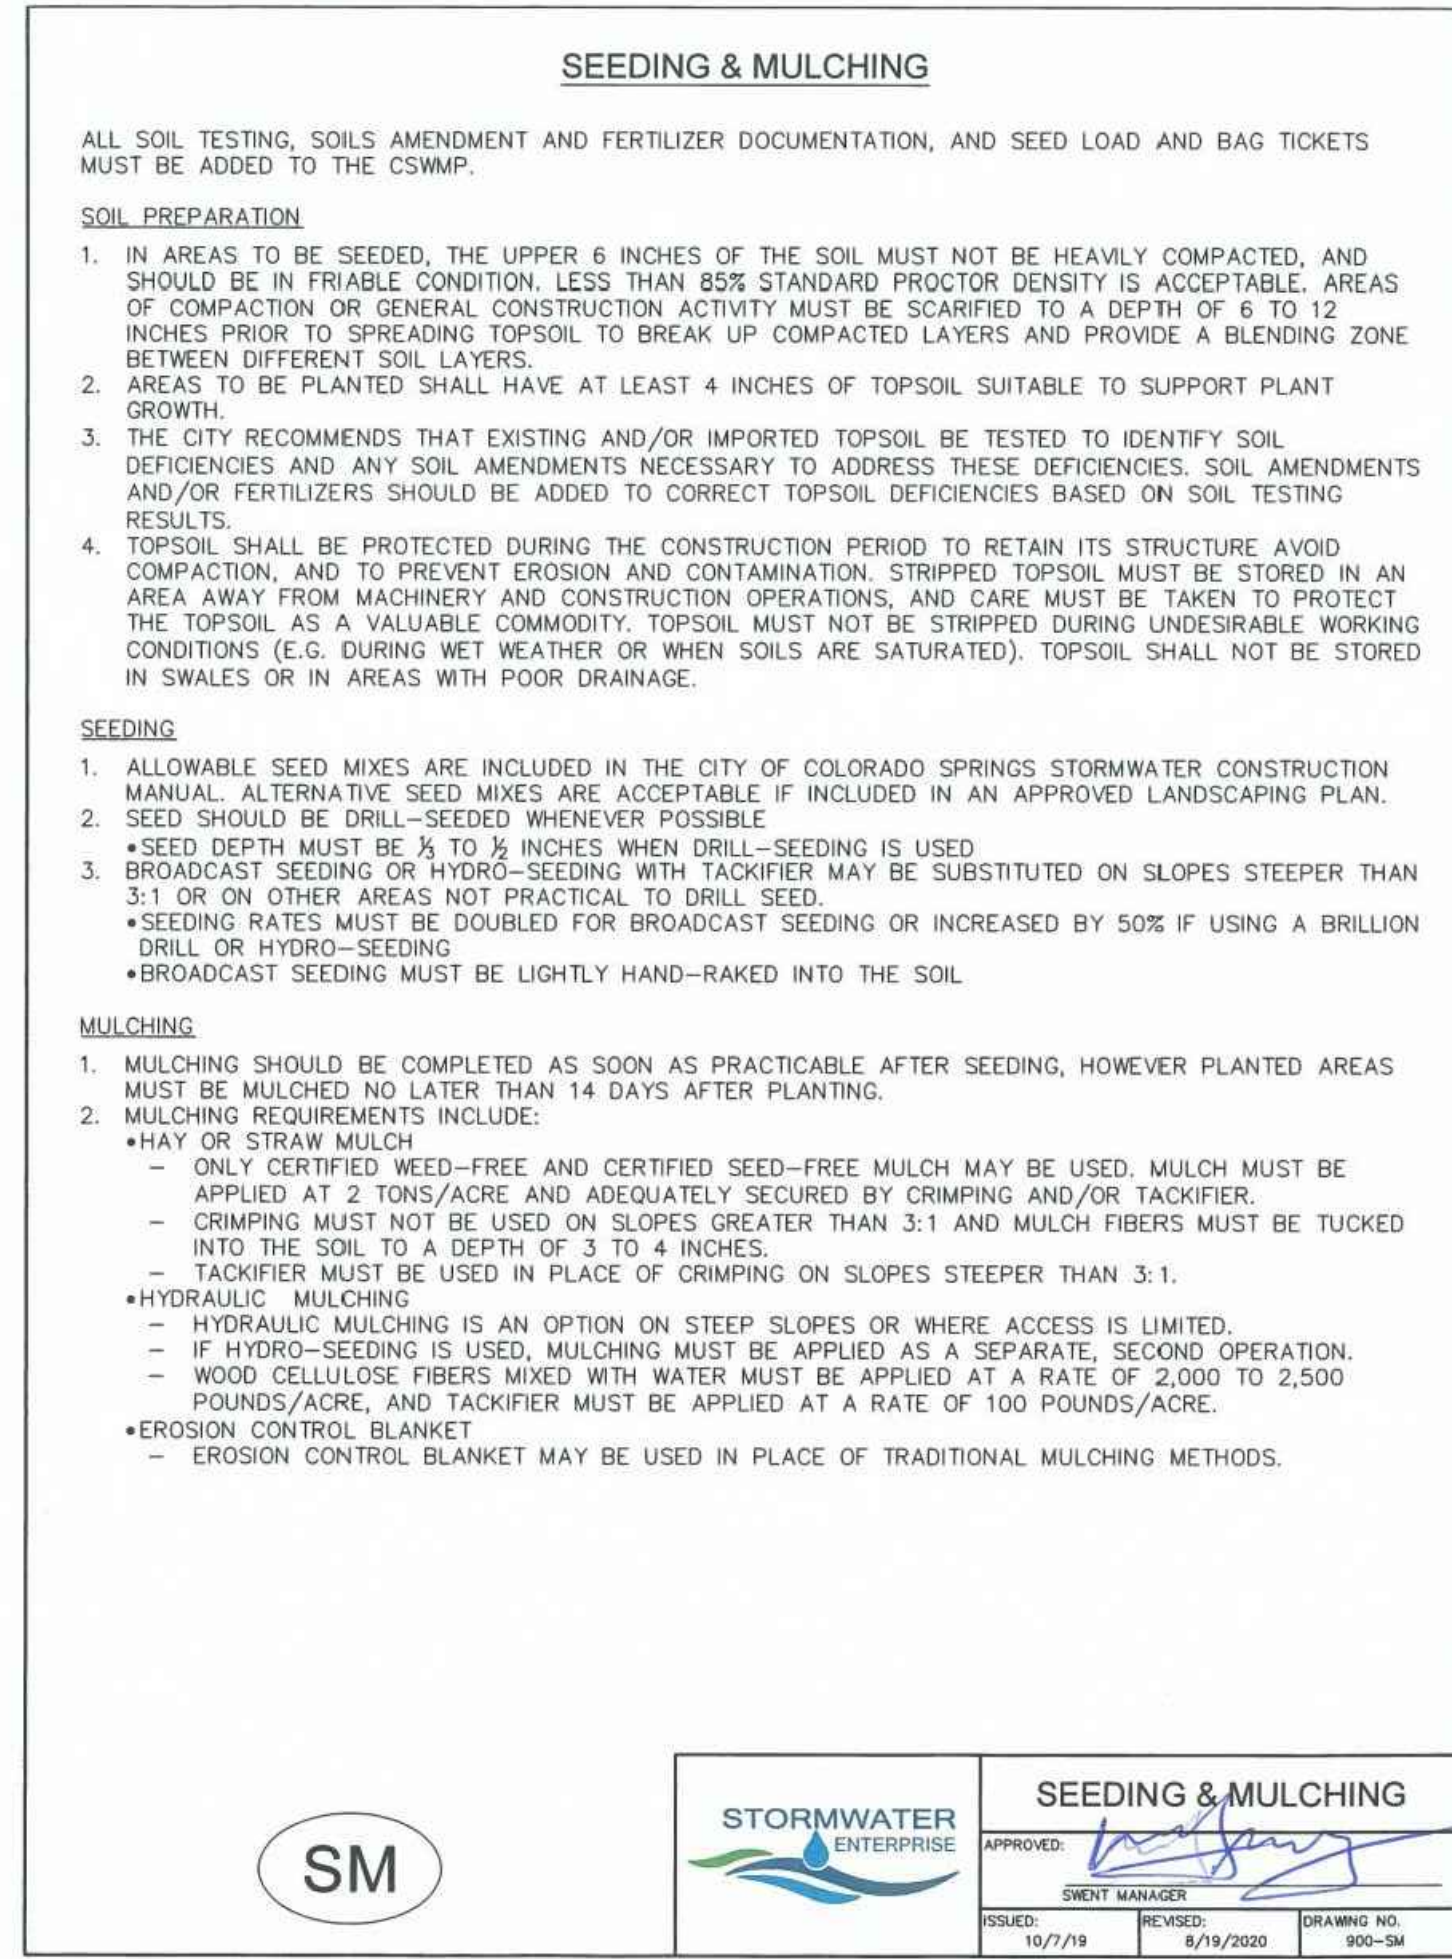 SEEDING & MULCHING
ALL SOIL TESTING, SOILS AMENDMENT AND FERTILIZER DOCUMENTATION, AND SEED LOAD AND BAG TICKETS
MUST BE ADDED TO THE CSWMP.
SOIL PREPARATION
1. IN AREAS TO BE SEEDED, THE UPPER 6 INCHES OF THE SOIL MUST NOT BE HEAVILY COMPACTED, AND
SHOULD BE IN FRIABLE CONDITION. LESS THAN 85% STANDARD PROCTOR DENSITY IS ACCEPTABLE. AREAS
OF COMPACTION OR GENERAL CONSTRUCTION ACTIVITY MUST BE SCARIFIED TO A DEPTH OF 6 TO 12
INCHES PRIOR TO SPREADING TOPSOIL TO BREAK UP COMPACTED LAYERS AND PROVIDE A BLENDING ZONE
BETWEEN DIFFERENT SOIL LAYERS.
2. AREAS TO BE PLANTED SHALL HAVE AT LEAST 4 INCHES OF TOPSOIL SUITABLE TO SUPPORT PLANT
GROWTH.
3. THE CITY RECOMMENDS THAT EXISTING AND/OR IMPORTED TOPSOIL BE TESTED TO IDENTIFY SOIL
DEFICIENCIES AND ANY SOIL AMENDMENTS NECESSARY TO ADDRESS THESE DEFICIENCIES. SOIL AMENDMENTS
AND/OR FERTILIZERS SHOULD BE ADDED TO CORRECT TOPSOIL DEFICIENCIES BASED ON SOIL TESTING
RESULTS.
4. TOPSOIL SHALL BE PROTECTED DURING THE CONSTRUCTION PERIOD TO RETAIN ITS STRUCTURE AVOID
COMPACTION, AND TO PREVENT EROSION AND CONTAMINATION. STRIPPED TOPSOIL MUST BE STORED IN AN
AREA AWAY FROM MACHINERY AND CONSTRUCTION OPERATIONS, AND CARE MUST BE TAKEN TO PROTECT
THE TOPSOIL AS A VALUABLE COMMODITY. TOPSOIL MUST NOT BE STRIPPED DURING UNDESIRABLE WORKING
CONDITIONS (E.G. DURING WET WEATHER OR WHEN SOILS ARE SATURATED). TOPSOIL SHALL NOT BE STORED
IN SWALES OR IN AREAS WITH POOR DRAINAGE.
SEEDING
1. ALLOWABLE SEED MIXES ARE INCLUDED IN THE CITY OF COLORADO SPRINGS STORMWATER CONSTRUCTION
MANUAL. ALTERNATIVE SEED MIXES ARE ACCEPTABLE IF INCLUDED IN AN APPROVED LANDSCAPING PLAN.
2. SEED SHOULD BE DRILL-SEEDED WHENEVER POSSIBLE
•SEED DEPTH MUST BE ⅓ TO ½ INCHES WHEN DRILL-SEEDING IS USED
3. BROADCAST SEEDING OR HYDRO-SEEDING WITH TACKIFIER MAY BE SUBSTITUTED ON SLOPES STEEPER THAN
3:1 OR ON OTHER AREAS NOT PRACTICAL TO DRILL SEED.
•SEEDING RATES MUST BE DOUBLED FOR BROADCAST SEEDING OR INCREASED BY 50% IF USING A BRILLION
DRILL OR HYDRO-SEEDING
•BROADCAST SEEDING MUST BE LIGHTLY HAND-RAKED INTO THE SOIL
MULCHING
1. MULCHING SHOULD BE COMPLETED AS SOON AS PRACTICABLE AFTER SEEDING, HOWEVER PLANTED AREAS
MUST BE MULCHED NO LATER THAN 14 DAYS AFTER PLANTING.
2. MULCHING REQUIREMENTS INCLUDE:
•HAY OR STRAW MULCH
– ONLY CERTIFIED WEED-FREE AND CERTIFIED SEED-FREE MULCH MAY BE USED. MULCH MUST BE
APPLIED AT 2 TONS/ACRE AND ADEQUATELY SECURED BY CRIMPING AND/OR TACKIFIER.
– CRIMPING MUST NOT BE USED ON SLOPES GREATER THAN 3:1 AND MULCH FIBERS MUST BE TUCKED
INTO THE SOIL TO A DEPTH OF 3 TO 4 INCHES.
– TACKIFIER MUST BE USED IN PLACE OF CRIMPING ON SLOPES STEEPER THAN 3:1.
•HYDRAULIC MULCHING
– HYDRAULIC MULCHING IS AN OPTION ON STEEP SLOPES OR WHERE ACCESS IS LIMITED.
– IF HYDRO-SEEDING IS USED, MULCHING MUST BE APPLIED AS A SEPARATE, SECOND OPERATION.
– WOOD CELLULOSE FIBERS MIXED WITH WATER MUST BE APPLIED AT A RATE OF 2,000 TO 2,500
POUNDS/ACRE, AND TACKIFIER MUST BE APPLIED AT A RATE OF 100 POUNDS/ACRE.
•EROSION CONTROL BLANKET
– EROSION CONTROL BLANKET MAY BE USED IN PLACE OF TRADITIONAL MULCHING METHODS.
SM
STORMWATER
ENTERPRISE
SEEDING & MULCHING
APPROVED:
SWENT MANAGER
ISSUED: 10/7/19
REVISED: 8/19/2020
DRAWING NO. 900-SM